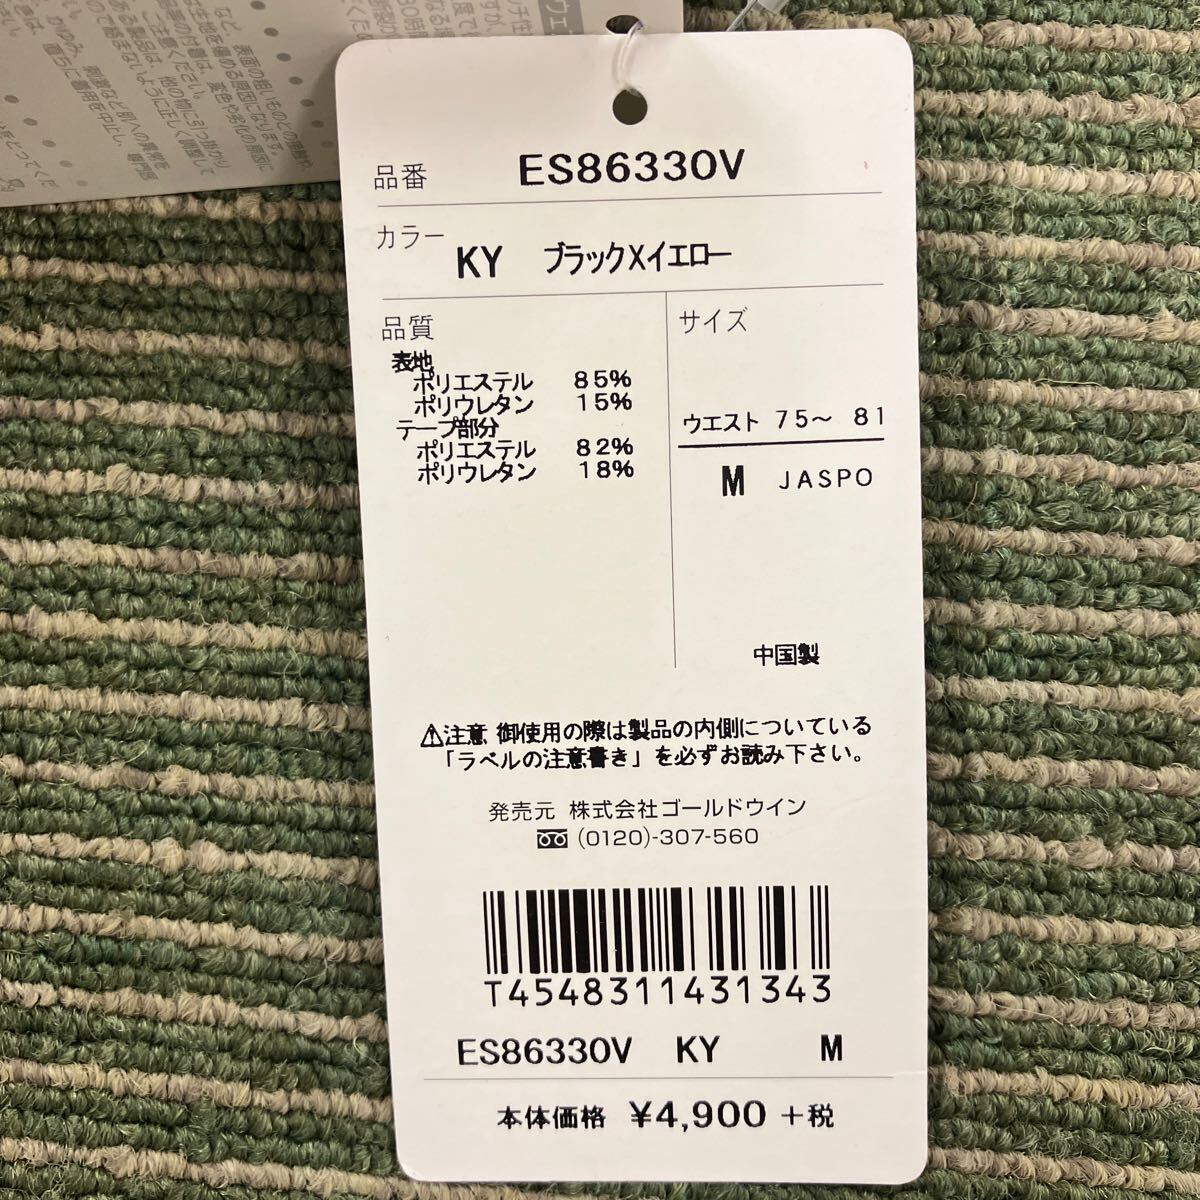 品番 ES86330V
カラー KY ブラック×イエロー
品質
表地
ポリエステル 85%
ポリウレタン 15%
テープ部分
ポリエステル 82%
ポリウレタン 18%
サイズ
ウエスト 75～ 81
M JASPO
中国製
⚠注意 御使用の際は製品の内側についている
「ラベルの注意書き」を必ずお読み下さい。
発売元 株式会社ゴールドウイン
(0120)-307-560
T4548311431343
ES86330V KY M
本体価格 ¥4,900 +税